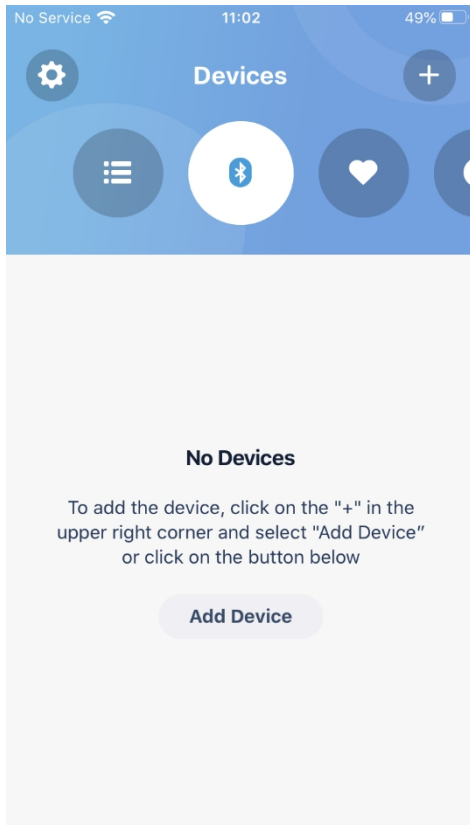 No Service 11:02 49%
Devices
No Devices
To add the device, click on the "+" in the
upper right corner and select "Add Device”
or click on the button below
Add Device